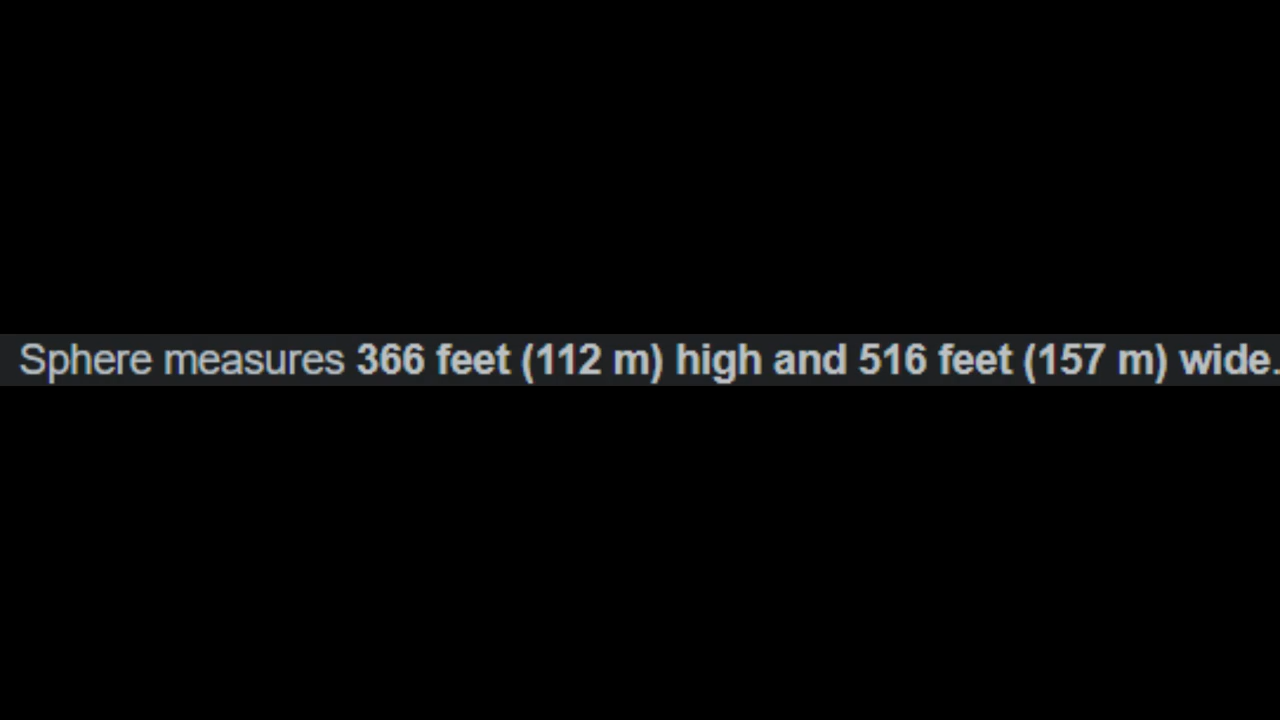 Sphere measures 366 feet (112 m) high and 516 feet (157 m) wide.